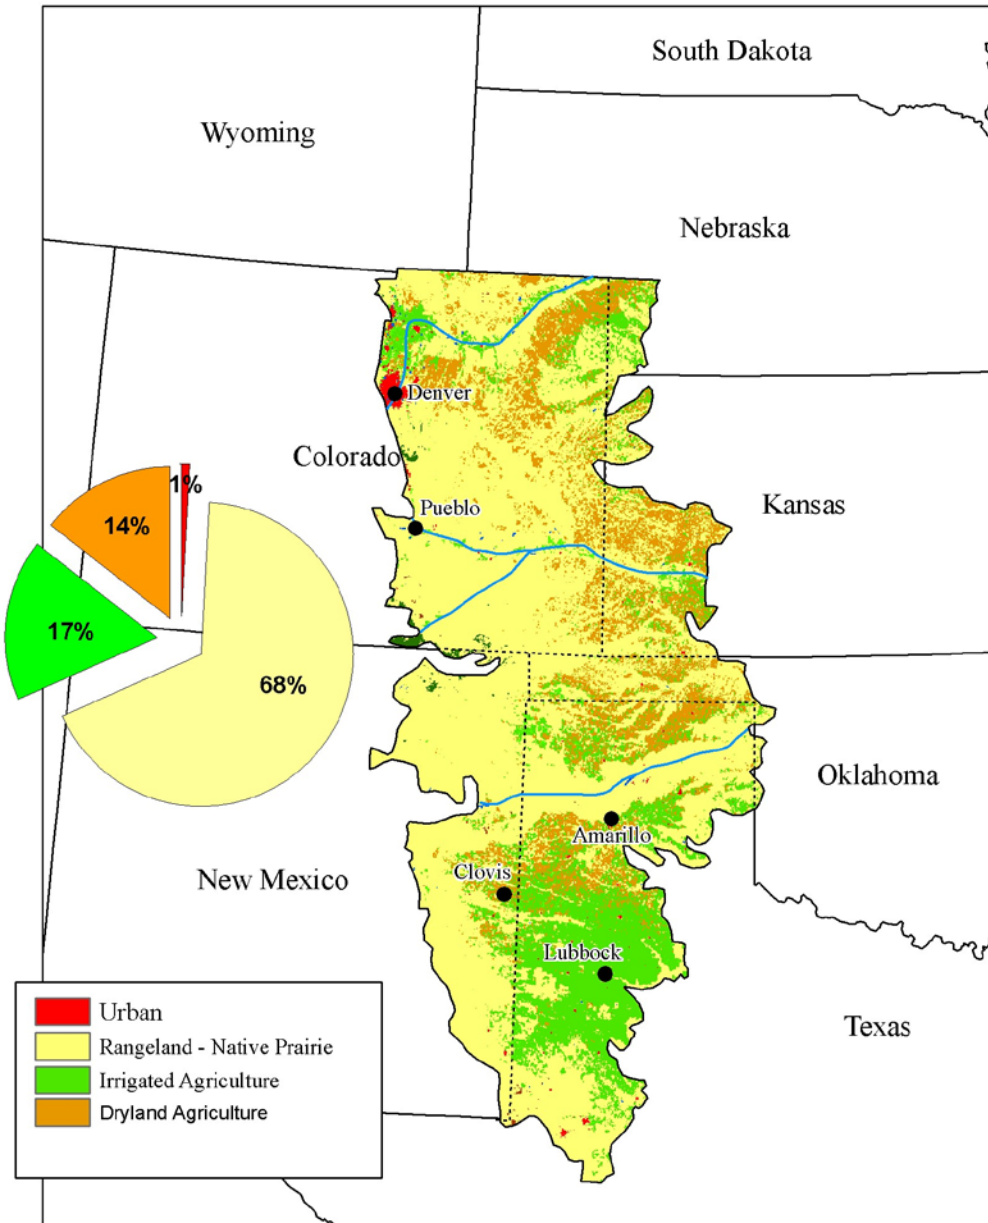 South Dakota
Wyoming
Nebraska
Denver
Colorado
1%
14%
Pueblo
Kansas
17%
68%
Oklahoma
Amarillo
Clovis
New Mexico
Lubbock
Texas
Urban
Rangeland - Native Prairie
Irrigated Agriculture
Dryland Agriculture